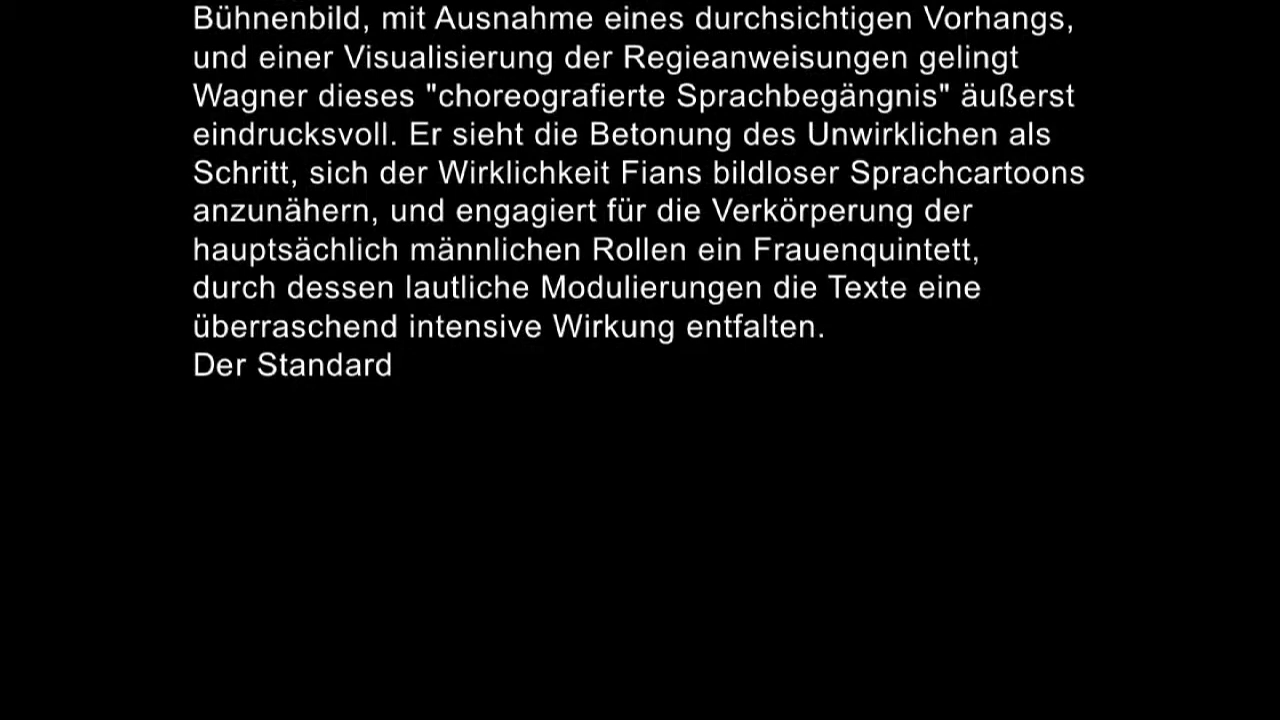 Bühnenbild, mit Ausnahme eines durchsichtigen Vorhangs,
und einer Visualisierung der Regieanweisungen gelingt
Wagner dieses "choreografierte Sprachbegängnis" äußerst
eindrucksvoll. Er sieht die Betonung des Unwirklichen als
Schritt, sich der Wirklichkeit Fians bildloser Sprachcartoons
anzunähern, und engagiert für die Verkörperung der
hauptsächlich männlichen Rollen ein Frauenquintett,
durch dessen lautliche Modulierungen die Texte eine
überraschend intensive Wirkung entfalten.
Der Standard